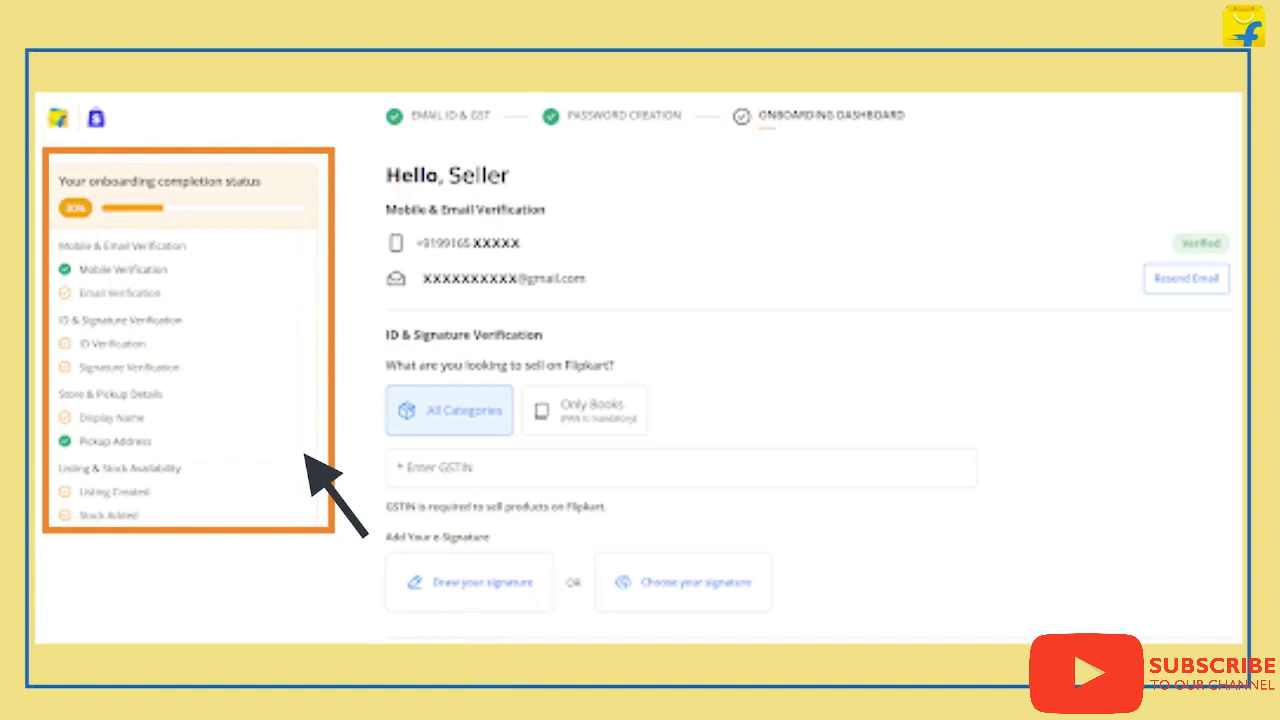 EMAIL ID & GST
PASSWORD CREATION
ONBOARDING DASHBOARD
Your onboarding completion status
30%
Mobile & Email Verification
Mobile Verification
Email Verification
ID & Signature Verification
ID Verification
Signature Verification
Store & Pickup Details
Display Name
Pickup Address
Listing & Stock Availability
Listing Created
Stock Added
Hello, Seller
Mobile & Email Verification
+9199165 XXXXX
Verified
XXXXXXXXXX@gmail.com
Resend Email
ID & Signature Verification
What are you looking to sell on Flipkart?
All Categories
Only Books
(PAN is mandatory)
* Enter GSTIN
GSTIN is required to sell products on Flipkart.
Add Your e-Signature
Draw your signature
OR
Choose your signature
SUBSCRIBE
TO OUR CHANNEL